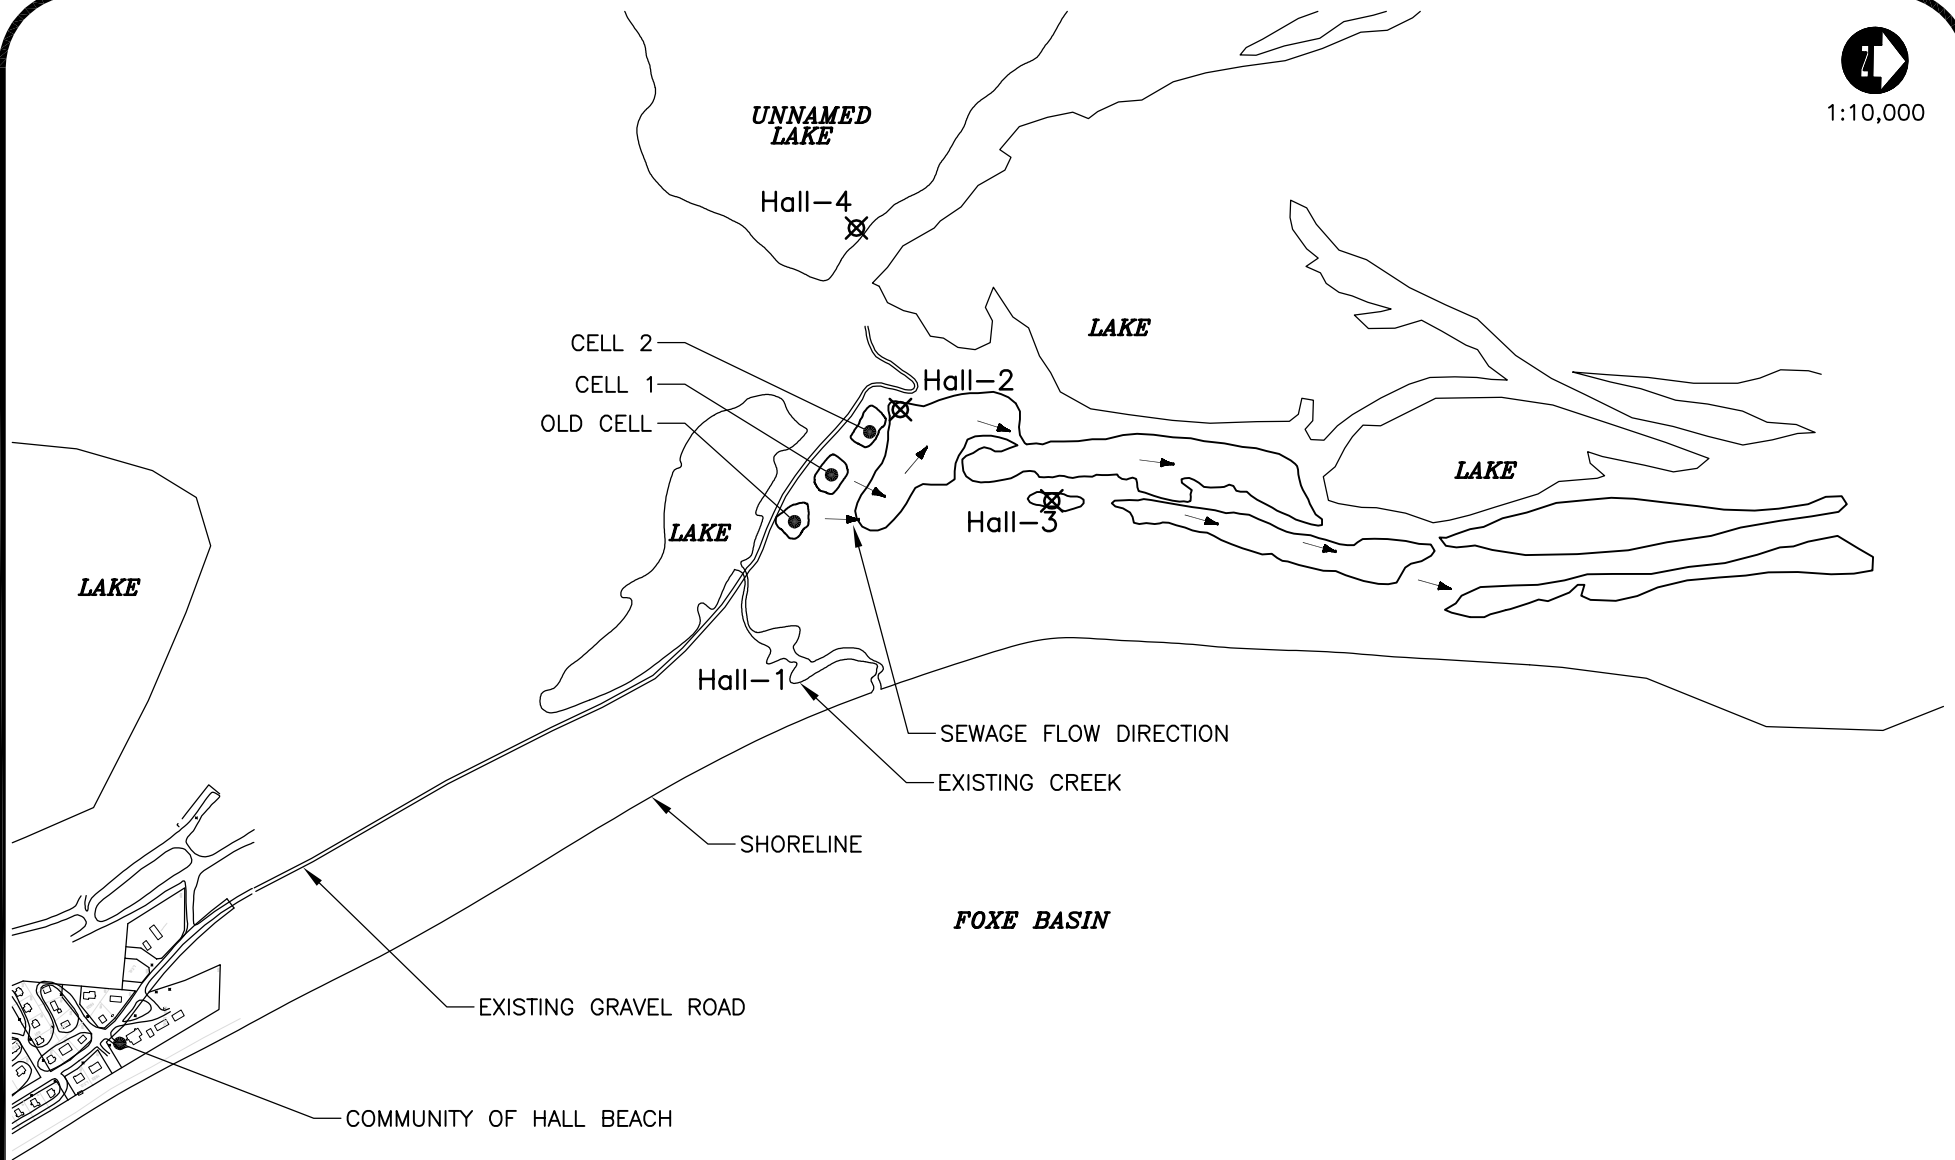 N
1:10,000
UNNAMED
LAKE
Hall-4
LAKE
CELL 2
CELL 1
OLD CELL
Hall-2
LAKE
Hall-3
LAKE
LAKE
Hall-1
SEWAGE FLOW DIRECTION
EXISTING CREEK
SHORELINE
FOXE BASIN
EXISTING GRAVEL ROAD
COMMUNITY OF HALL BEACH